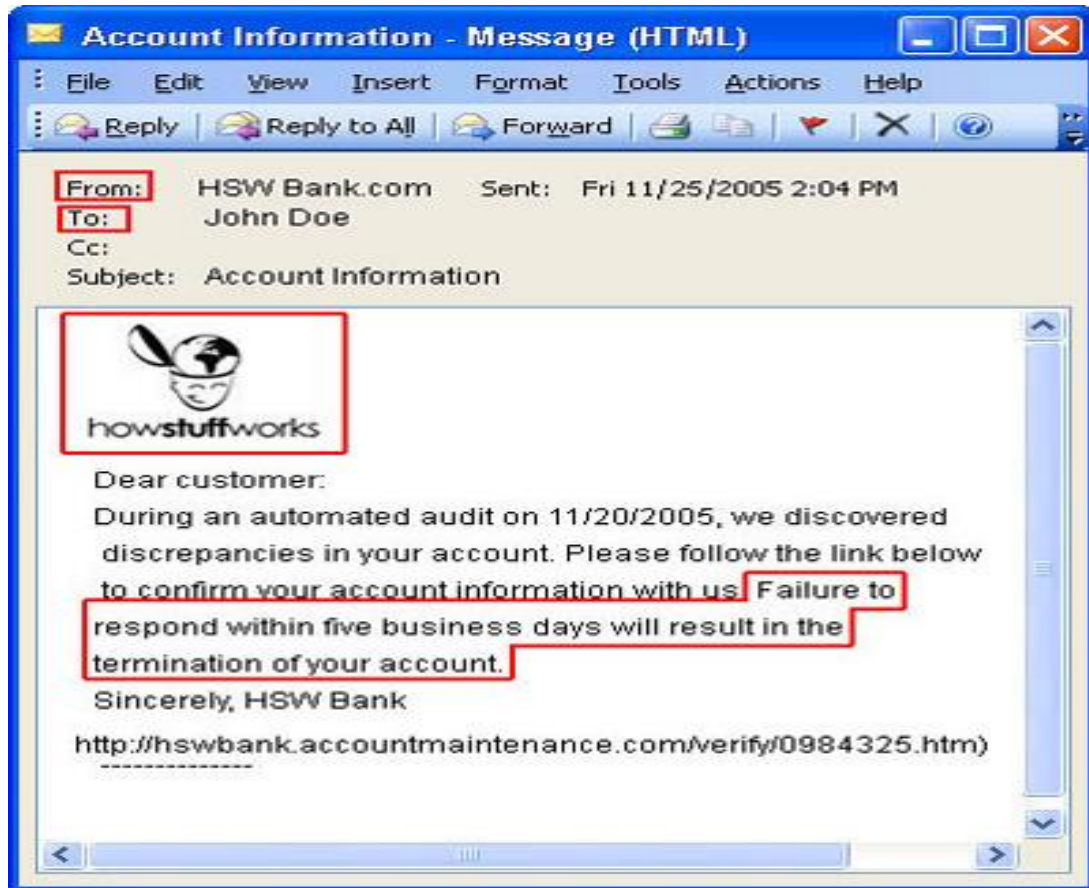 Account Information - Message (HTML)
File Edit View Insert Format Tools Actions Help
Reply Reply to All Forward
From: HSW Bank.com Sent: Fri 11/25/2005 2:04 PM
To: John Doe
Cc:
Subject: Account Information
howstuffworks
Dear customer:
During an automated audit on 11/20/2005, we discovered
discrepancies in your account. Please follow the link below
to confirm your account information with us. Failure to
respond within five business days will result in the
termination of your account.
Sincerely, HSW Bank
http://hswbank.accountmaintenance.com/verify/0984325.htm)